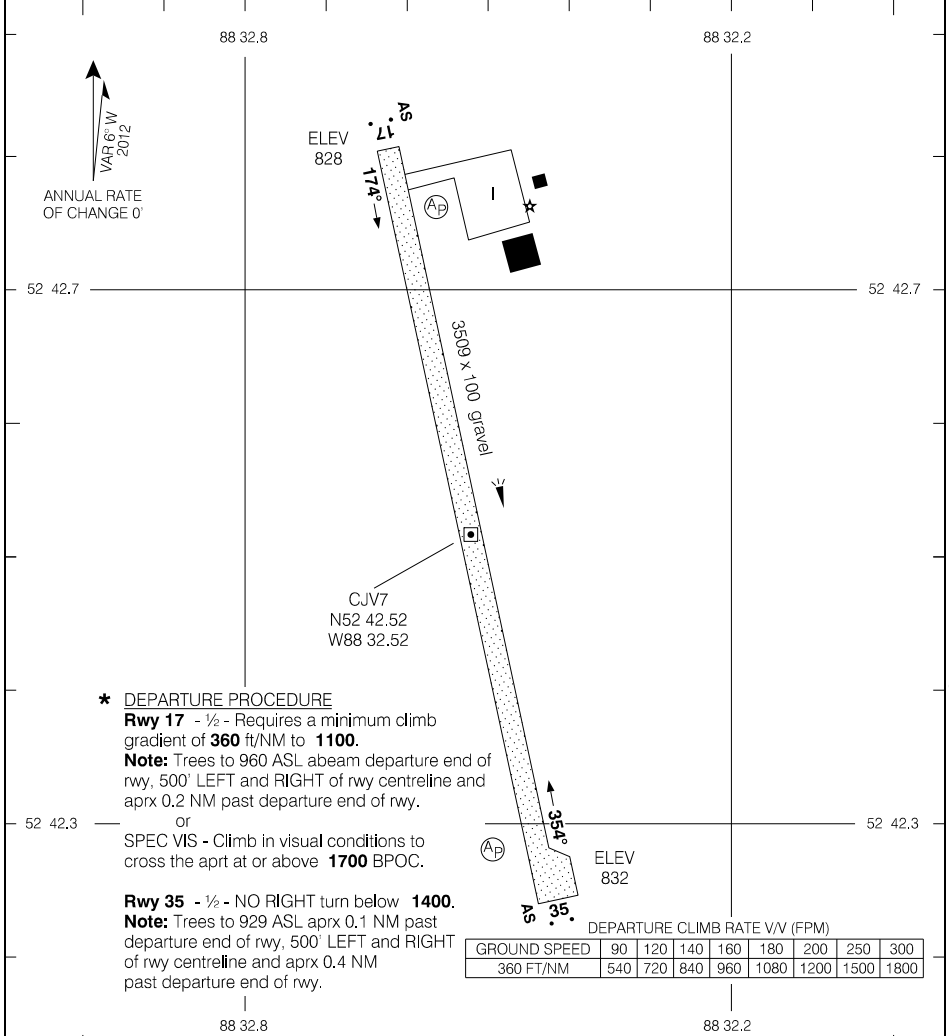 88 32.8
88 32.2
VAR 6° W
2012
ANNUAL RATE
OF CHANGE 0'
AS
17
ELEV
828
174°
AP
I
52 42.7
52 42.7
3509 x 100 gravel
CJV7
N52 42.52
W88 32.52
* DEPARTURE PROCEDURE
Rwy 17 - ½ - Requires a minimum climb
gradient of 360 ft/NM to 1100.
Note: Trees to 960 ASL abeam departure end of
rwy, 500' LEFT and RIGHT of rwy centreline and
aprx 0.2 NM past departure end of rwy.
or
SPEC VIS - Climb in visual conditions to
cross the aprt at or above 1700 BPOC.
Rwy 35 - ½ - NO RIGHT turn below 1400.
Note: Trees to 929 ASL aprx 0.1 NM past
departure end of rwy, 500' LEFT and RIGHT
of rwy centreline and aprx 0.4 NM
past departure end of rwy.
52 42.3
52 42.3
354°
AP
ELEV
832
AS
35
DEPARTURE CLIMB RATE V/V (FPM)
GROUND SPEED 90 120 140 160 180 200 250 300
360 FT/NM 540 720 840 960 1080 1200 1500 1800
88 32.8
88 32.2